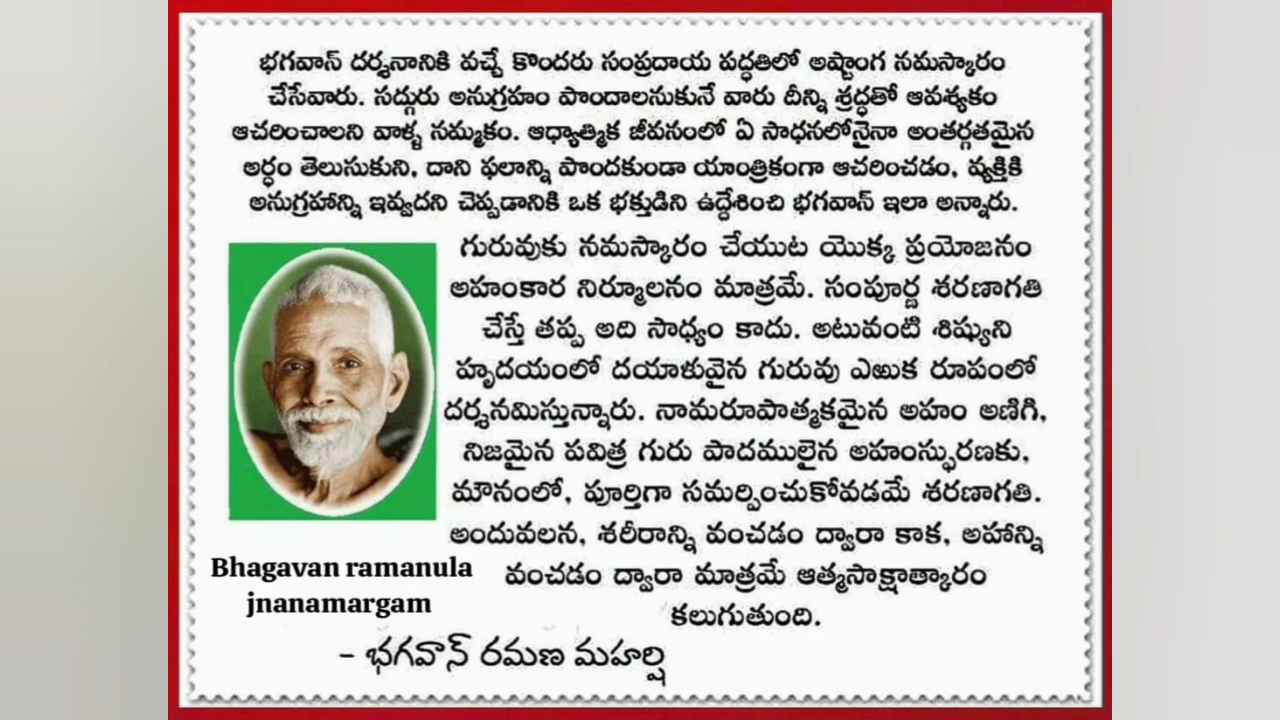 భగవాన్ దర్శనానికి వచ్చే కొందరు సంప్రదాయ పద్ధతిలో అష్టాంగ నమస్కారం
చేసేవారు. సద్గురు అనుగ్రహం పొందాలనుకునే వారు దీన్ని శ్రద్ధతో ఆవశ్యకం
ఆచరించాలని వాళ్ళ నమ్మకం. ఆధ్యాత్మిక జీవనంలో ఏ సాధనలోనైనా అంతర్గతమైన
అర్ధం తెలుసుకుని, దాని ఫలాన్ని పొందకుండా యాంత్రికంగా ఆచరించడం, వ్యక్తికి
అనుగ్రహాన్ని ఇవ్వదని చెప్పడానికి ఒక భక్తుడిని ఉద్దేశించి భగవాన్ ఇలా అన్నారు.
గురువుకు నమస్కారం చేయుట యొక్క ప్రయోజనం
అహంకార నిర్మూలనం మాత్రమే. సంపూర్ణ శరణాగతి
చేస్తే తప్ప అది సాధ్యం కాదు. అటువంటి శిష్యుని
హృదయంలో దయాళువైన గురువు ఎఱుక రూపంలో
దర్శనమిస్తున్నారు. నామరూపాత్మకమైన అహం అణిగి,
నిజమైన పవిత్ర గురు పాదములైన అహంస్ఫురణకు,
మౌనంలో, పూర్తిగా సమర్పించుకోవడమే శరణాగతి.
అందువలన, శరీరాన్ని వంచడం ద్వారా కాక, అహాన్ని
వంచడం ద్వారా మాత్రమే ఆత్మసాక్షాత్కారం
కలుగుతుంది.
Bhagavan ramanula
jnanamargam
– భగవాన్ రమణ మహర్షి